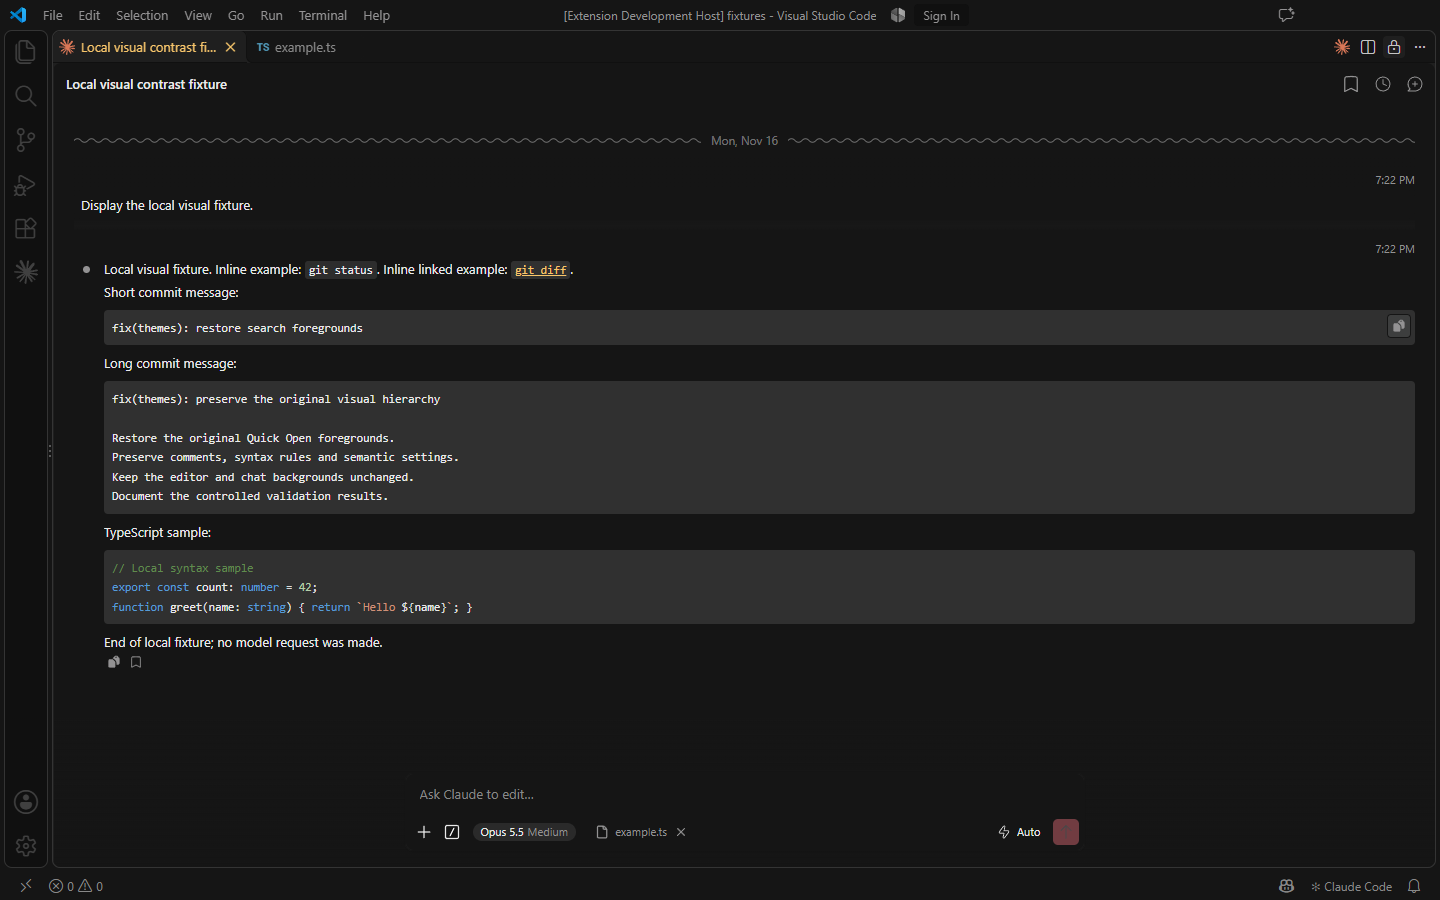 File Edit Selection View Go Run Terminal Help
[Extension Development Host] fixtures - Visual Studio Code
Sign In
Local visual contrast fi...
TS example.ts
Local visual contrast fixture
Mon, Nov 16
7:22 PM
Display the local visual fixture.
7:22 PM
Local visual fixture. Inline example: git status. Inline linked example: git diff.
Short commit message:
fix(themes): restore search foregrounds
Long commit message:
fix(themes): preserve the original visual hierarchy
Restore the original Quick Open foregrounds.
Preserve comments, syntax rules and semantic settings.
Keep the editor and chat backgrounds unchanged.
Document the controlled validation results.
TypeScript sample:
// Local syntax sample
export const count: number = 42;
function greet(name: string) { return `Hello ${name}`; }
End of local fixture; no model request was made.
Ask Claude to edit...
Opus 5.5 Medium
example.ts
Auto
0 0
Claude Code